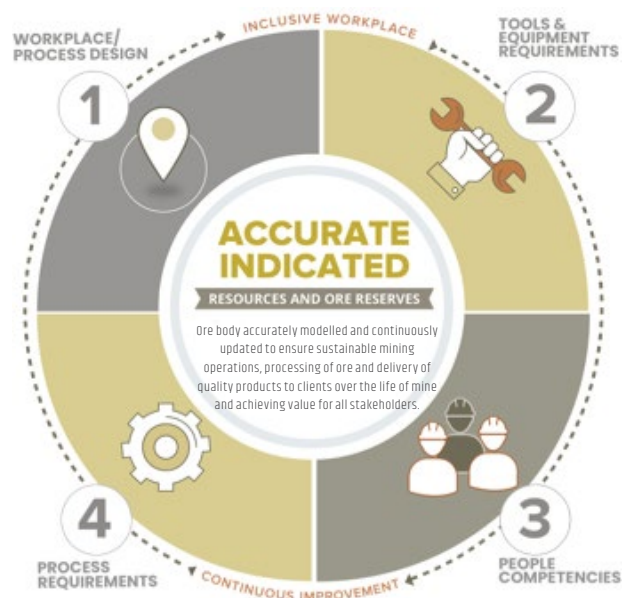 INCLUSIVE WORKPLACE
WORKPLACE/
PROCESS DESIGN
1
TOOLS &
EQUIPMENT
REQUIREMENTS
2
ACCURATE
INDICATED
RESOURCES AND ORE RESERVES
Ore body accurately modelled and continuously
updated to ensure sustainable mining
operations, processing of ore and delivery of
quality products to clients over the life of mine
and achieving value for all stakeholders.
4
PROCESS
REQUIREMENTS
3
PEOPLE
COMPETENCIES
CONTINUOUS IMPROVEMENT